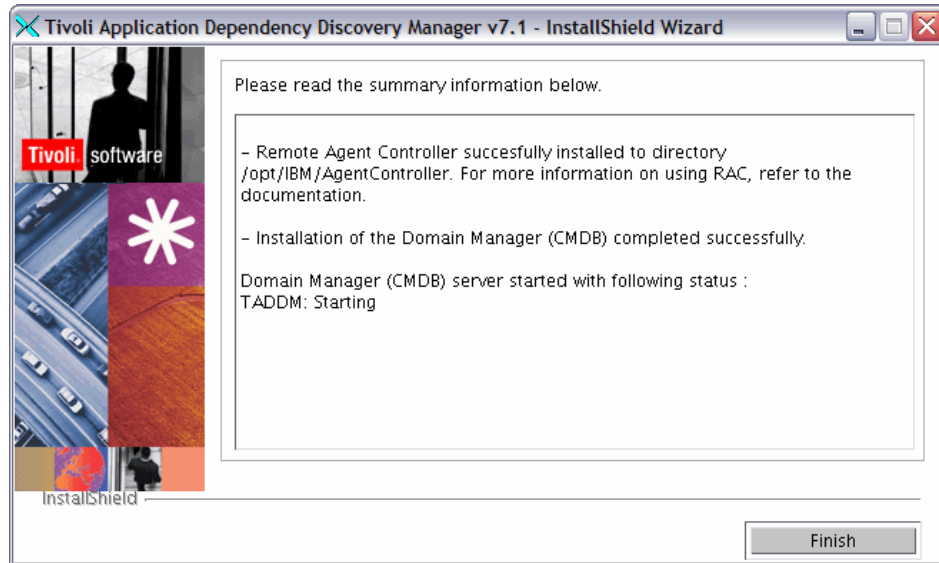 Tivoli Application Dependency Discovery Manager v7.1 - InstallShield Wizard
Please read the summary information below.
Tivoli. software
– Remote Agent Controller succesfully installed to directory
/opt/IBM/AgentController. For more information on using RAC, refer to the
documentation.
– Installation of the Domain Manager (CMDB) completed successfully.
Domain Manager (CMDB) server started with following status :
TADDM: Starting
InstallShield
Finish